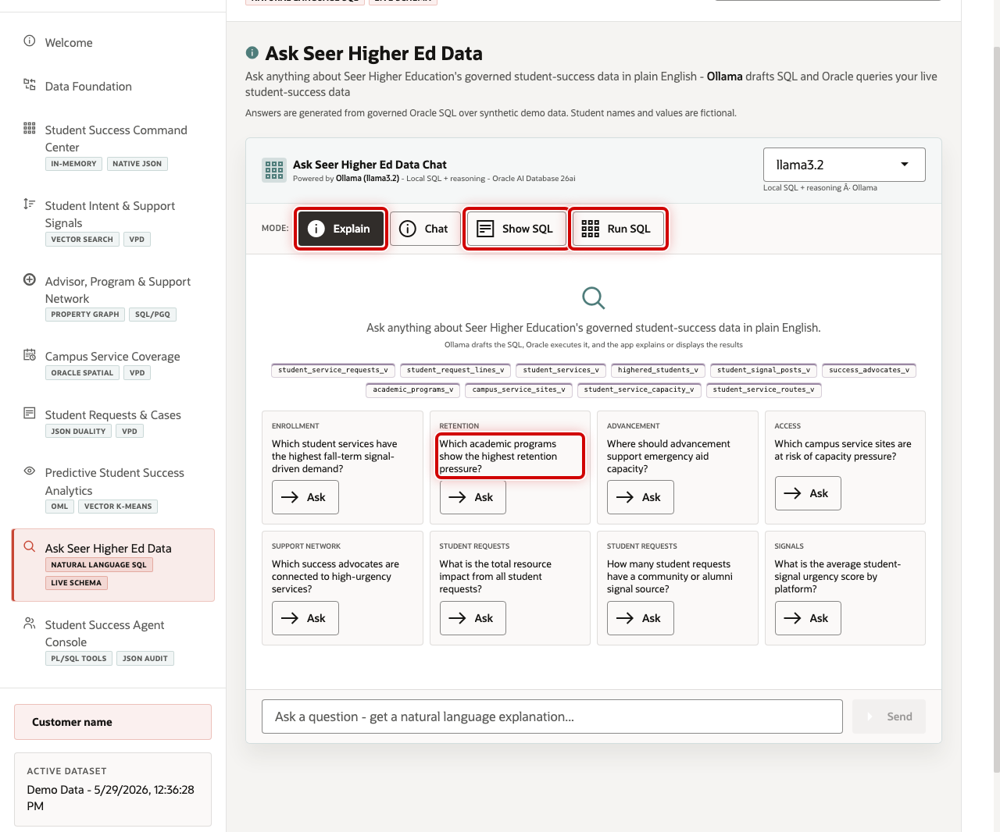 Welcome
Data Foundation
Student Success Command
Center
IN-MEMORY
NATIVE JSON
Student Intent & Support
Signals
VECTOR SEARCH
VPD
Advisor, Program & Support
Network
PROPERTY GRAPH
SQL/PGQ
Campus Service Coverage
ORACLE SPATIAL
VPD
Student Requests & Cases
JSON DUALITY
VPD
Predictive Student Success
Analytics
OML
VECTOR K-MEANS
Ask Seer Higher Ed Data
NATURAL LANGUAGE SQL
LIVE SCHEMA
Student Success Agent
Console
PL/SQL TOOLS
JSON AUDIT
Customer name
ACTIVE DATASET
Demo Data - 5/29/2026, 12:36:28
PM
NATURAL LANGUAGE SQL
LIVE SCHEMA
Ask Seer Higher Ed Data
Ask anything about Seer Higher Education's governed student-success data in plain English - Ollama drafts SQL and Oracle queries your live
student-success data
Answers are generated from governed Oracle SQL over synthetic demo data. Student names and values are fictional.
Ask Seer Higher Ed Data Chat
Powered by Ollama (llama3.2) - Local SQL + reasoning - Oracle AI Database 26ai
llama3.2
Local SQL + reasoning Â· Ollama
MODE:
Explain
Chat
Show SQL
Run SQL
Ask anything about Seer Higher Education's governed student-success data in plain English.
Ollama drafts the SQL, Oracle executes it, and the app explains or displays the results
student_service_requests_v
student_request_lines_v
student_services_v
highered_students_v
student_signal_posts_v
success_advocates_v
academic_programs_v
campus_service_sites_v
student_service_capacity_v
student_service_routes_v
ENROLLMENT
Which student services have
the highest fall-term signal-
driven demand?
Ask
RETENTION
Which academic programs
show the highest retention
pressure?
Ask
ADVANCEMENT
Where should advancement
support emergency aid
capacity?
Ask
ACCESS
Which campus service sites are
at risk of capacity pressure?
Ask
SUPPORT NETWORK
Which success advocates are
connected to high-urgency
services?
Ask
STUDENT REQUESTS
What is the total resource
impact from all student
requests?
Ask
STUDENT REQUESTS
How many student requests
have a community or alumni
signal source?
Ask
SIGNALS
What is the average student-
signal urgency score by
platform?
Ask
Ask a question - get a natural language explanation...
Send